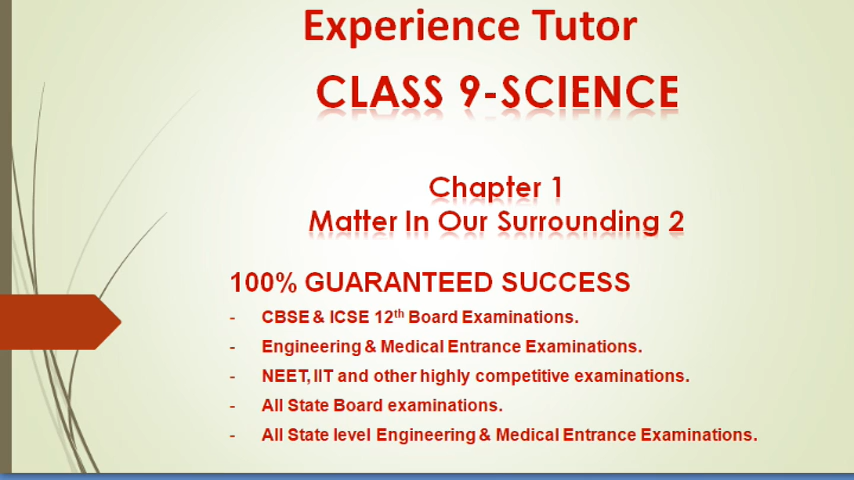 Experience Tutor
CLASS 9-SCIENCE
Chapter 1
Matter In Our Surrounding 2
100% GUARANTEED SUCCESS
- CBSE & ICSE 12th Board Examinations.
- Engineering & Medical Entrance Examinations.
- NEET, IIT and other highly competitive examinations.
- All State Board examinations.
- All State level Engineering & Medical Entrance Examinations.